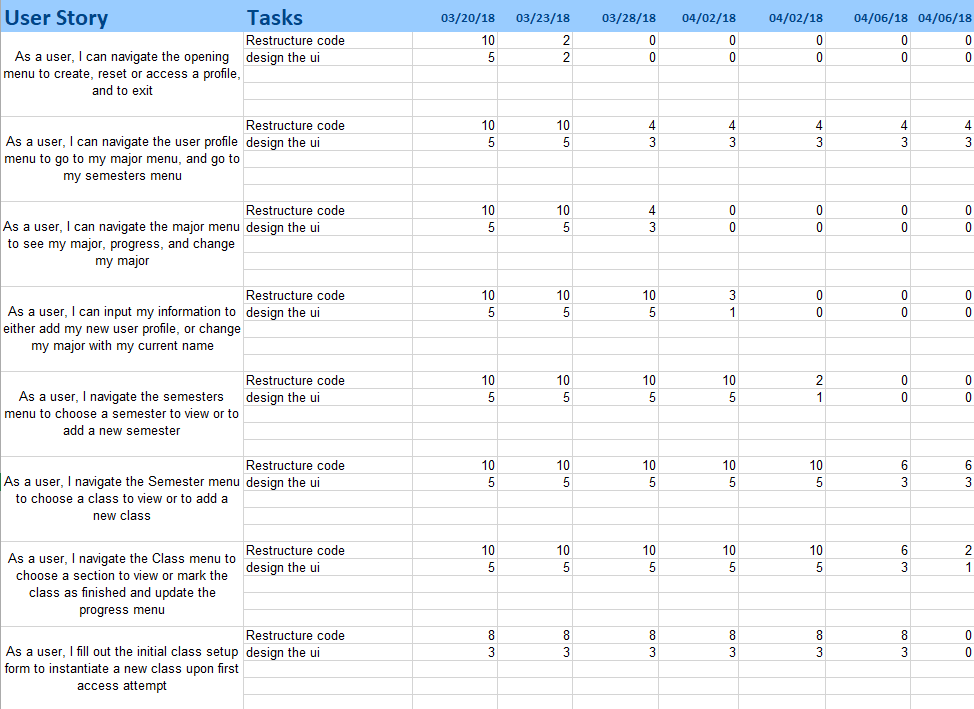 User Story Tasks 03/20/18 03/23/18 03/28/18 04/02/18 04/02/18 04/06/18 04/06/18
As a user, I can navigate the opening
menu to create, reset or access a profile,
and to exit
Restructure code 10 2 0 0 0 0 0
design the ui 5 2 0 0 0 0 0
As a user, I can navigate the user profile
menu to go to my major menu, and go to
my semesters menu
Restructure code 10 10 4 4 4 4 4
design the ui 5 5 3 3 3 3 3
As a user, I can navigate the major menu
to see my major, progress, and change
my major
Restructure code 10 10 4 0 0 0 0
design the ui 5 5 3 0 0 0 0
As a user, I can input my information to
either add my new user profile, or change
my major with my current name
Restructure code 10 10 10 3 0 0 0
design the ui 5 5 5 1 0 0 0
As a user, I navigate the semesters
menu to choose a semester to view or to
add a new semester
Restructure code 10 10 10 10 2 0 0
design the ui 5 5 5 5 1 0 0
As a user, I navigate the Semester menu
to choose a class to view or to add a
new class
Restructure code 10 10 10 10 10 6 6
design the ui 5 5 5 5 5 3 3
As a user, I navigate the Class menu to
choose a section to view or mark the
class as finished and update the
progress menu
Restructure code 10 10 10 10 10 6 2
design the ui 5 5 5 5 5 3 1
As a user, I fill out the initial class setup
form to instantiate a new class upon first
access attempt
Restructure code 8 8 8 8 8 8 0
design the ui 3 3 3 3 3 3 0